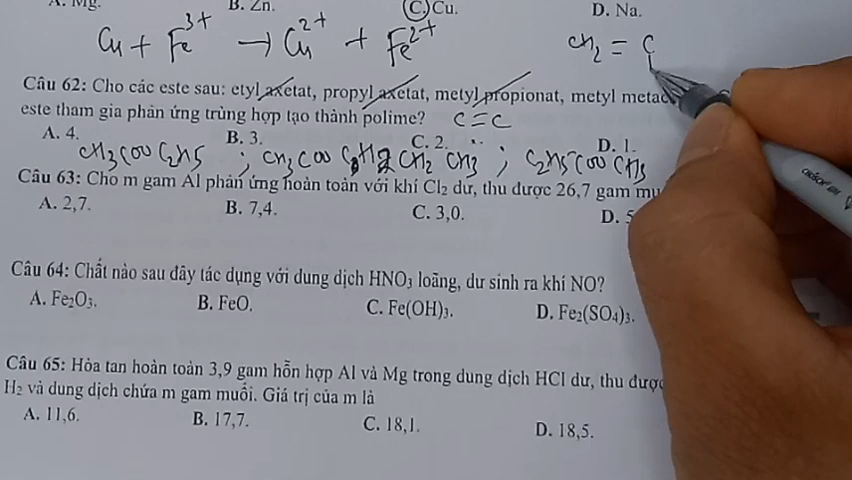 A. Mg. B. Zn. C. Cu. D. Na.
Cu + Fe³⁺ → Cu²⁺ + Fe²⁺ CH₂ = C
Câu 62: Cho các este sau: etyl axetat, propyl axetat, metyl propionat, metyl
este tham gia phản ứng trùng hợp tạo thành polime? C=C
A. 4. B. 3. C. 2. D. 1.
CH₃COOC₂H₅ ; CH₃COO CH₂ CH₃ ; C₂H₅COOCH₃
Câu 63: Cho m gam Al phản ứng hoàn toàn với khí Cl₂ dư, thu được 26,7 gam
A. 2,7. B. 7,4. C. 3,0. D. 5
Câu 64: Chất nào sau đây tác dụng với dung dịch HNO₃ loãng, dư sinh ra khí NO?
A. Fe₂O₃. B. FeO. C. Fe(OH)₃. D. Fe₂(SO₄)₃.
Câu 65: Hòa tan hoàn toàn 3,9 gam hỗn hợp Al và Mg trong dung dịch HCl dư, thu được
H₂ và dung dịch chứa m gam muối. Giá trị của m là
A. 11,6. B. 17,7. C. 18,1. D. 18,5.